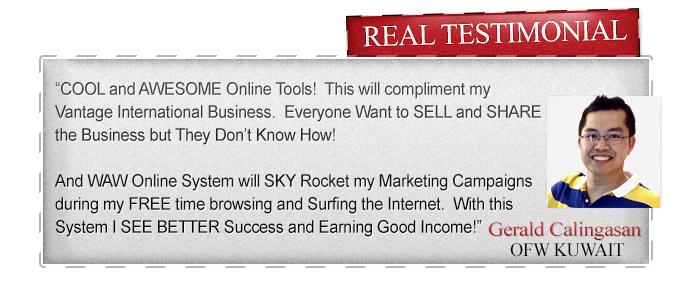 REAL TESTIMONIAL
“COOL and AWESOME Online Tools!  This will compliment my
Vantage International Business.  Everyone Want to SELL and SHARE
the Business but They Don’t Know How!
And WAW Online System will SKY Rocket my Marketing Campaigns
during my FREE time browsing and Surfing the Internet.  With this
System I SEE BETTER Success and Earning Good Income!”
Gerald Calingasan
OFW KUWAIT